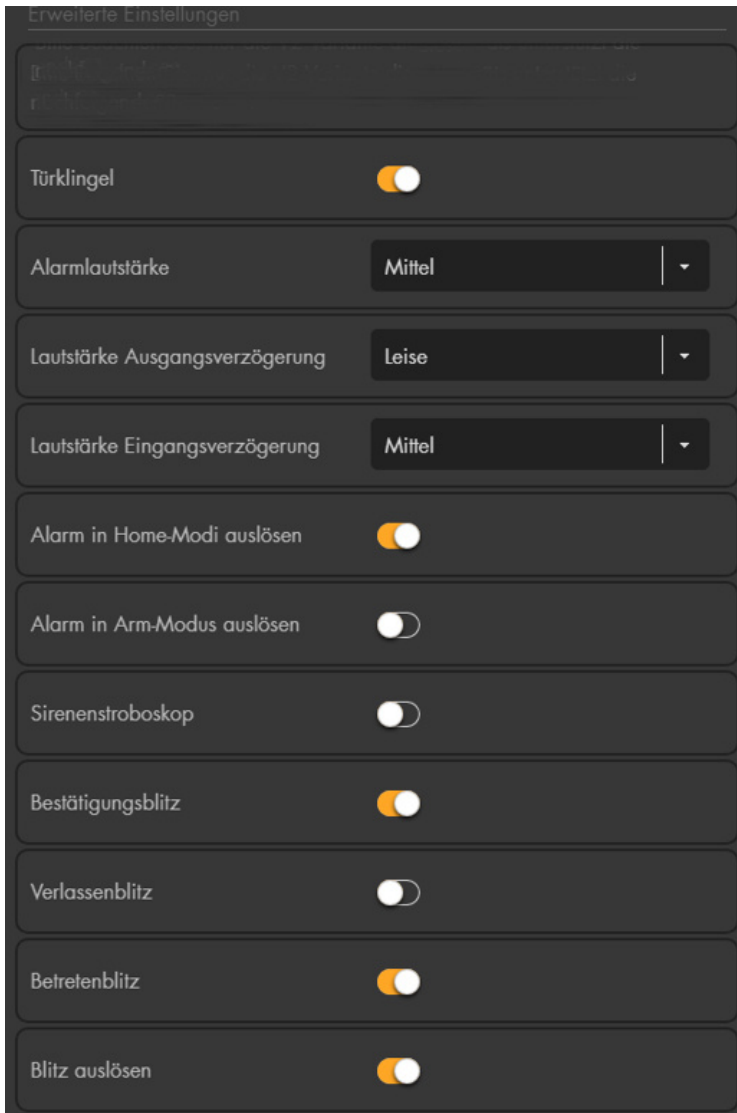 Erweiterte Einstellungen
Türklingel
Alarmlautstärke
Mittel
Lautstärke Ausgangsverzögerung
Leise
Lautstärke Eingangsverzögerung
Mittel
Alarm in Home-Modi auslösen
Alarm in Arm-Modus auslösen
Sirenenstroboskop
Bestätigungsblitz
Verlassenblitz
Betretenblitz
Blitz auslösen